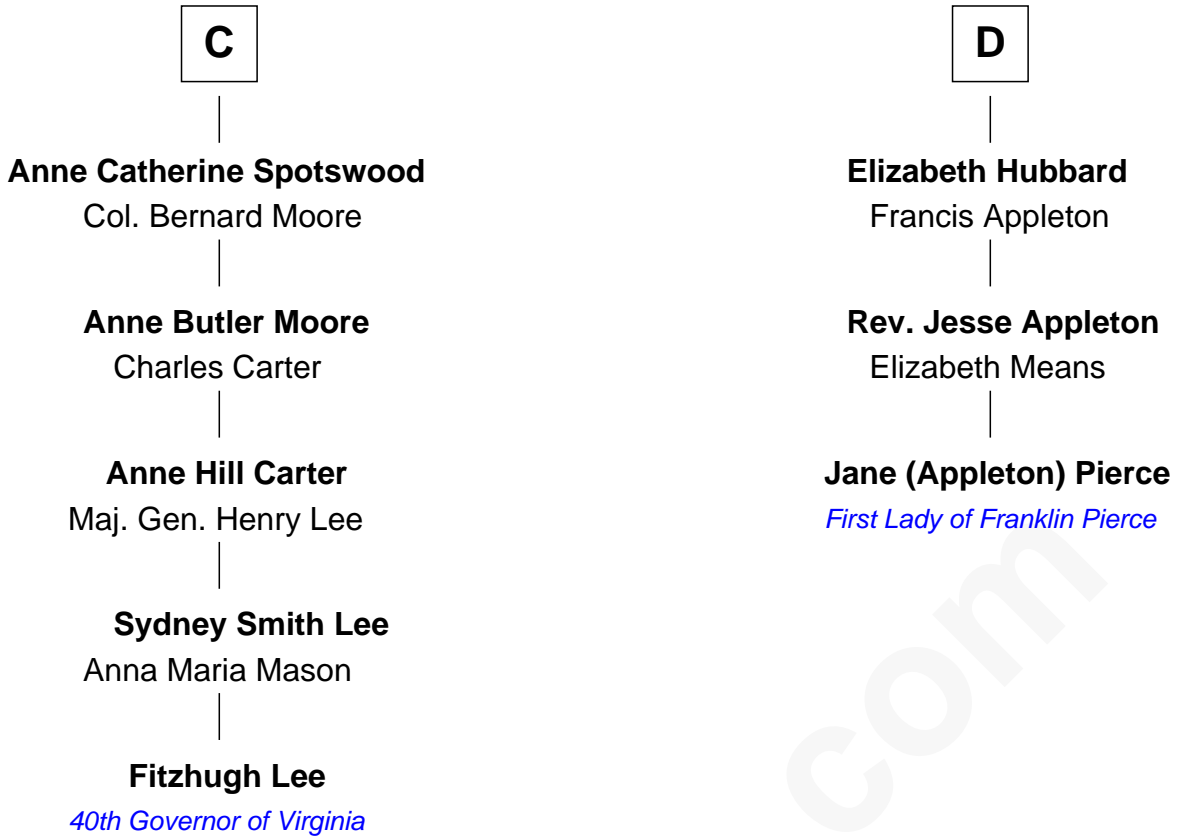 C
Anne Catherine Spotswood
Col. Bernard Moore
Anne Butler Moore
Charles Carter
Anne Hill Carter
Maj. Gen. Henry Lee
Sydney Smith Lee
Anna Maria Mason
Fitzhugh Lee
40th Governor of Virginia
D
Elizabeth Hubbard
Francis Appleton
Rev. Jesse Appleton
Elizabeth Means
Jane (Appleton) Pierce
First Lady of Franklin Pierce
com